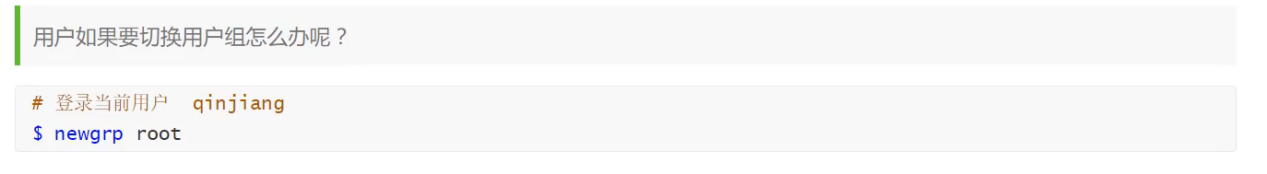 用户如果要切换用户组怎么办呢？
# 登录当前用户  qinjiang
$ newgrp root